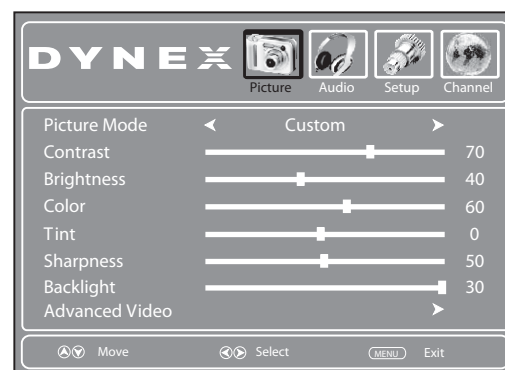 DYNEX
Picture Audio Setup Channel
Picture Mode Custom
Contrast 70
Brightness 40
Color 60
Tint 0
Sharpness 50
Backlight 30
Advanced Video
Move Select MENU Exit